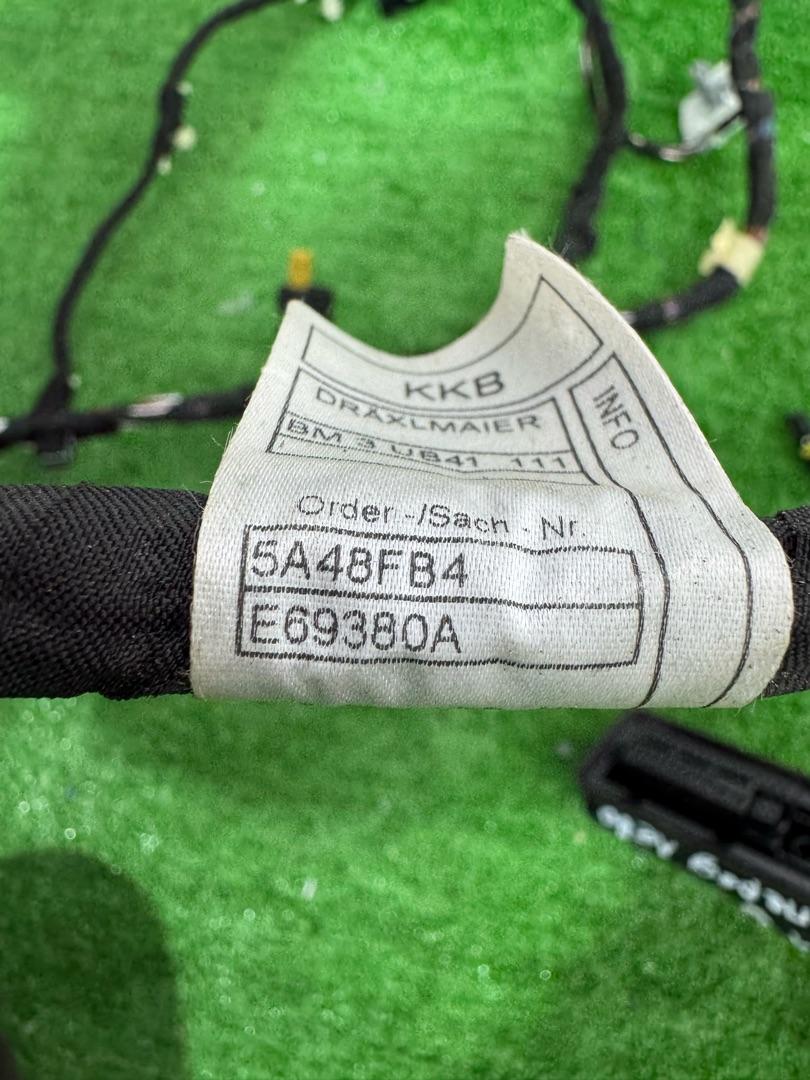 KKB
DRÄXLMAIER
INFO
BM 3 UB41 111
Order-/Sach - Nr.
5A48FB4
E69380A